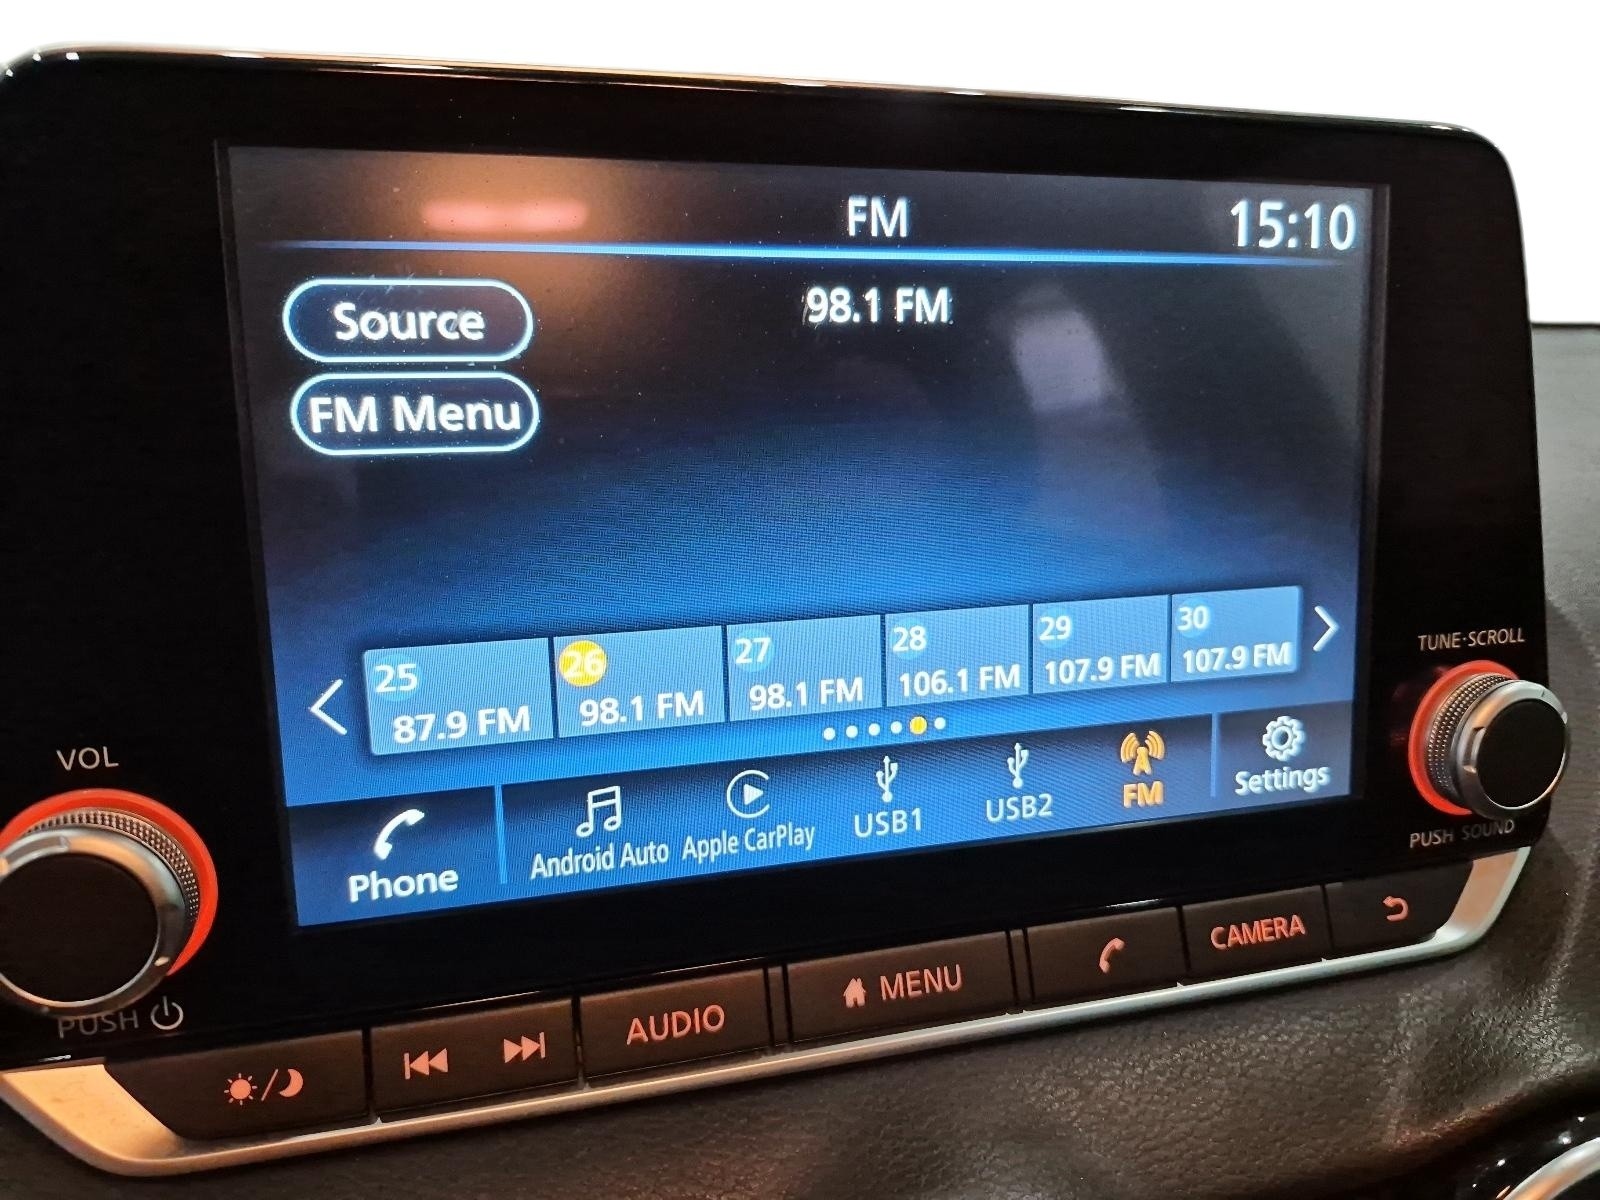 FM
15:10
98.1 FM
Source
FM Menu
25
87.9 FM
26
98.1 FM
27
98.1 FM
28
106.1 FM
29
107.9 FM
30
107.9 FM
Phone
Android Auto
Apple CarPlay
USB1
USB2
FM
Settings
VOL
PUSH
TUNE·SCROLL
PUSH SOUND
AUDIO
MENU
CAMERA